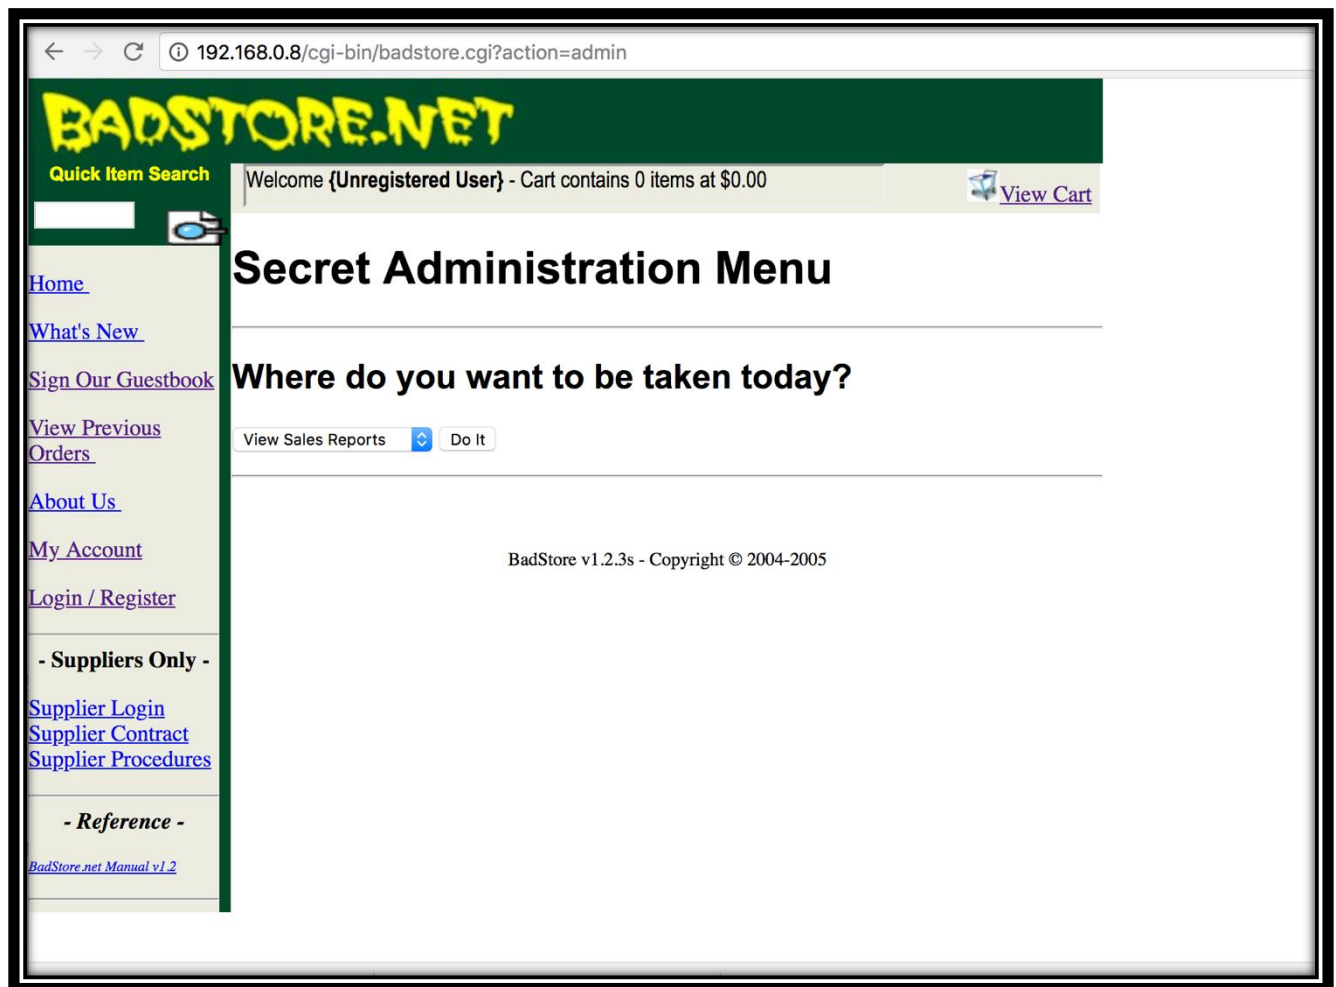 192.168.0.8/cgi-bin/badstore.cgi?action=admin
BADSTORE.NET
Quick Item Search
Welcome {Unregistered User} - Cart contains 0 items at $0.00
View Cart
Home
What's New
Sign Our Guestbook
View Previous
Orders
About Us
My Account
Login / Register
- Suppliers Only -
Supplier Login
Supplier Contract
Supplier Procedures
- Reference -
BadStore.net Manual v1.2
Secret Administration Menu
Where do you want to be taken today?
View Sales Reports
Do It
BadStore v1.2.3s - Copyright © 2004-2005